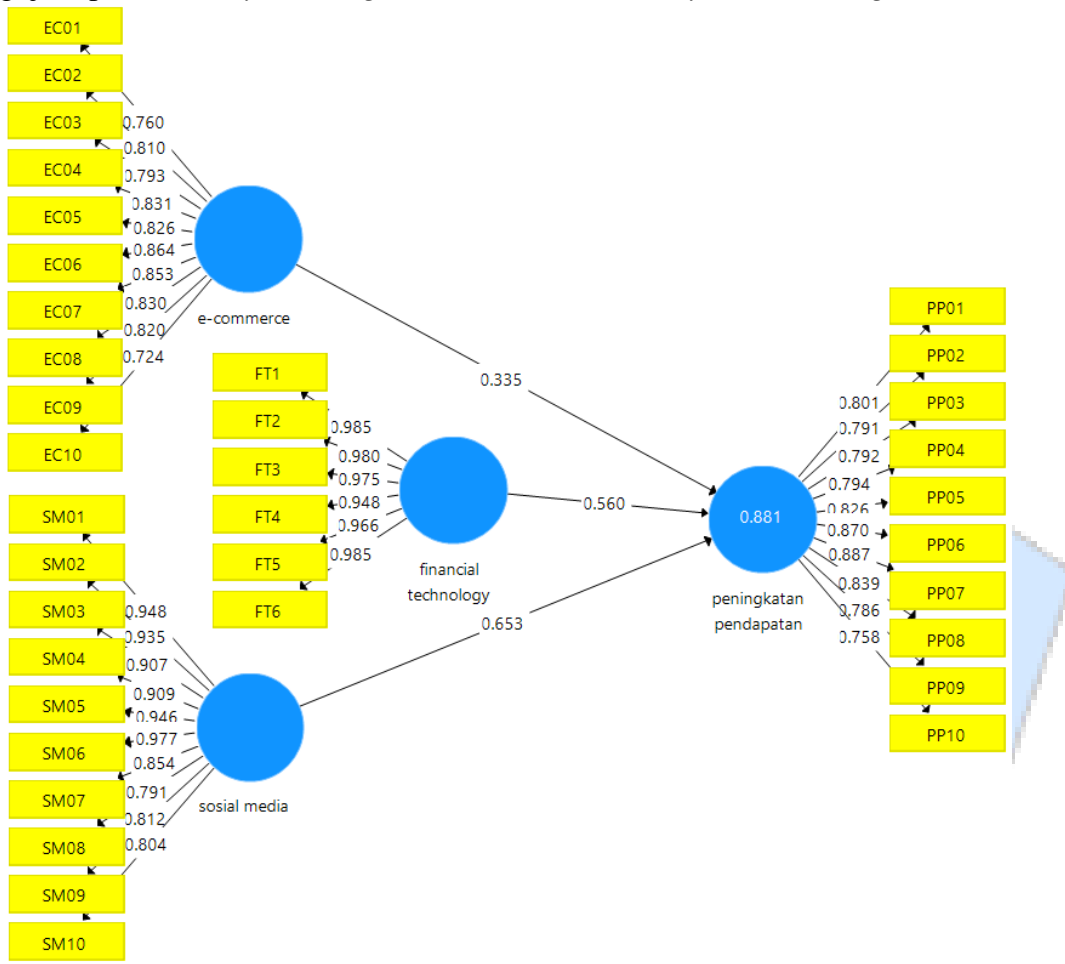 EC01
EC02
EC03
EC04
EC05
EC06
EC07
EC08
EC09
EC10
0.760
0.810
0.793
0.831
0.826
0.864
0.853
0.830
0.820
0.724
e-commerce
FT1
FT2
FT3
FT4
FT5
FT6
0.985
0.980
0.975
0.948
0.966
0.985
financial
technology
SM01
SM02
SM03
SM04
SM05
SM06
SM07
SM08
SM09
SM10
0.948
0.935
0.907
0.909
0.946
0.977
0.854
0.791
0.812
0.804
sosial media
0.335
0.560
0.653
0.881
peningkatan
pendapatan
0.801
0.791
0.792
0.794
0.826
0.870
0.887
0.839
0.786
0.758
PP01
PP02
PP03
PP04
PP05
PP06
PP07
PP08
PP09
PP10